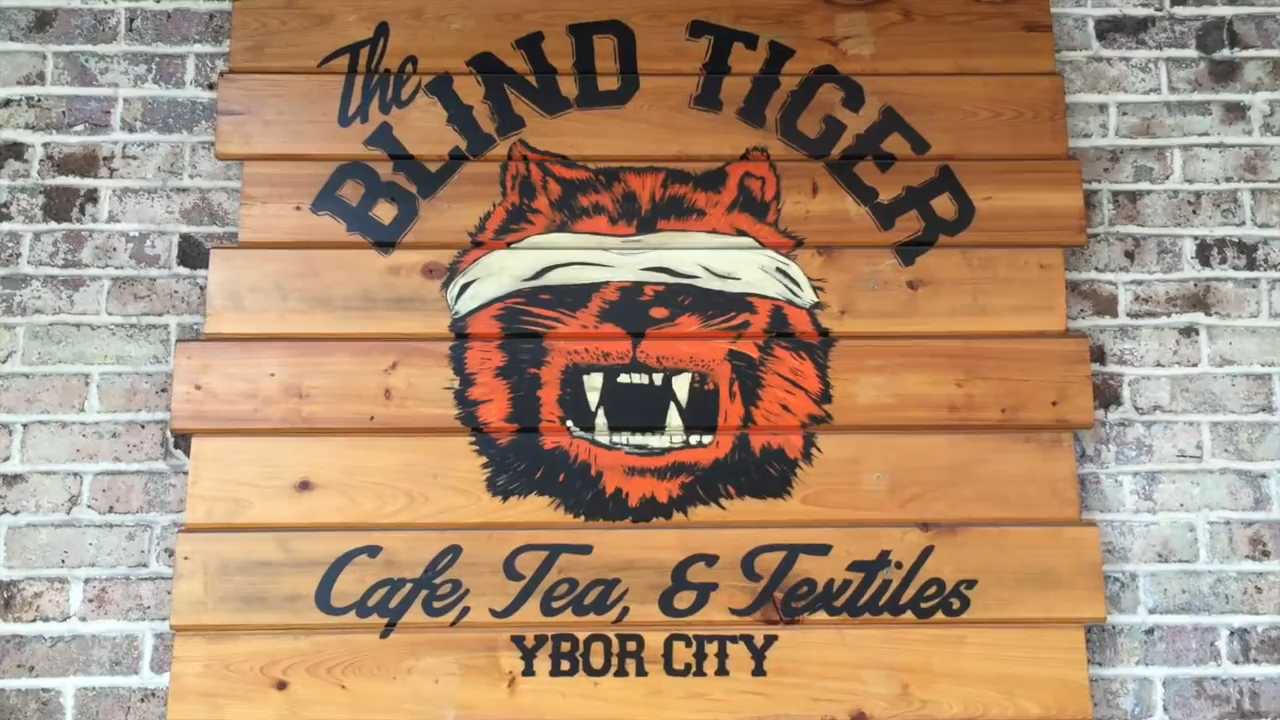 The
BLIND TIGER
Cafe, Tea, & Textiles
YBOR CITY